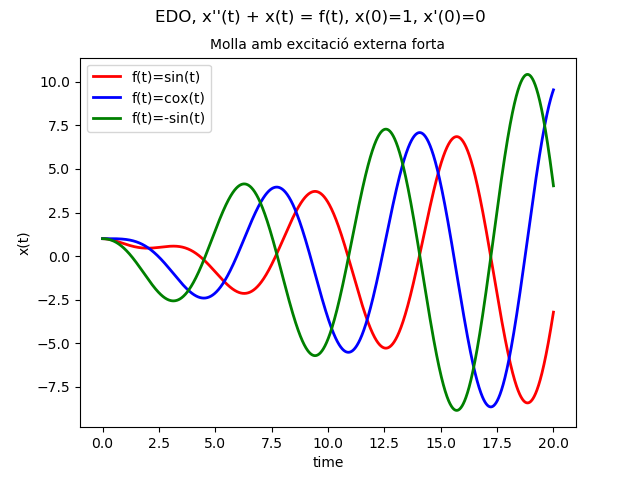 EDO, x''(t) + x(t) = f(t), x(0)=1, x'(0)=0
Molla amb excitació externa forta
f(t)=sin(t)
f(t)=cox(t)
f(t)=-sin(t)
10.0
7.5
5.0
2.5
0.0
−2.5
−5.0
−7.5
x(t)
0.0 2.5 5.0 7.5 10.0 12.5 15.0 17.5 20.0
time